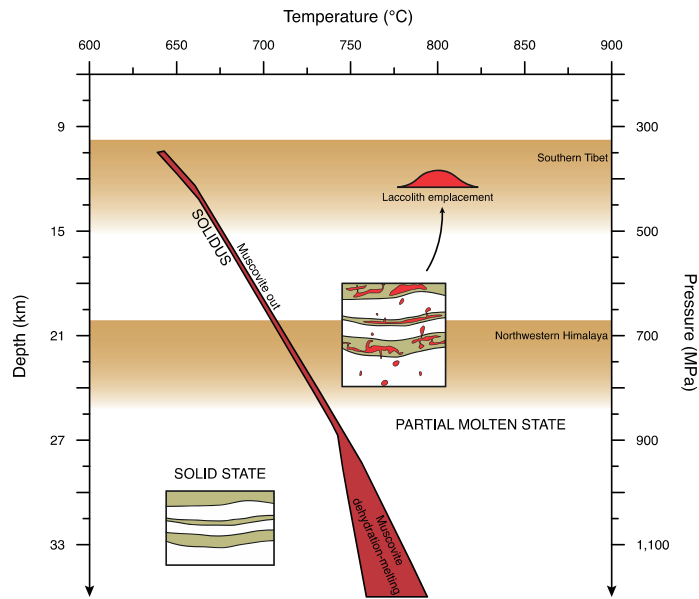 Temperature (°C)
600 650 700 750 800 850 900
9 300
Southern Tibet
Laccolith emplacement
15 500
SOLIDUS
Muscovite out
Depth (km)
Pressure (MPa)
21 700
Northwestern Himalaya
PARTIAL MOLTEN STATE
27 900
SOLID STATE
Muscovite
dehydration-melting
33 1,100